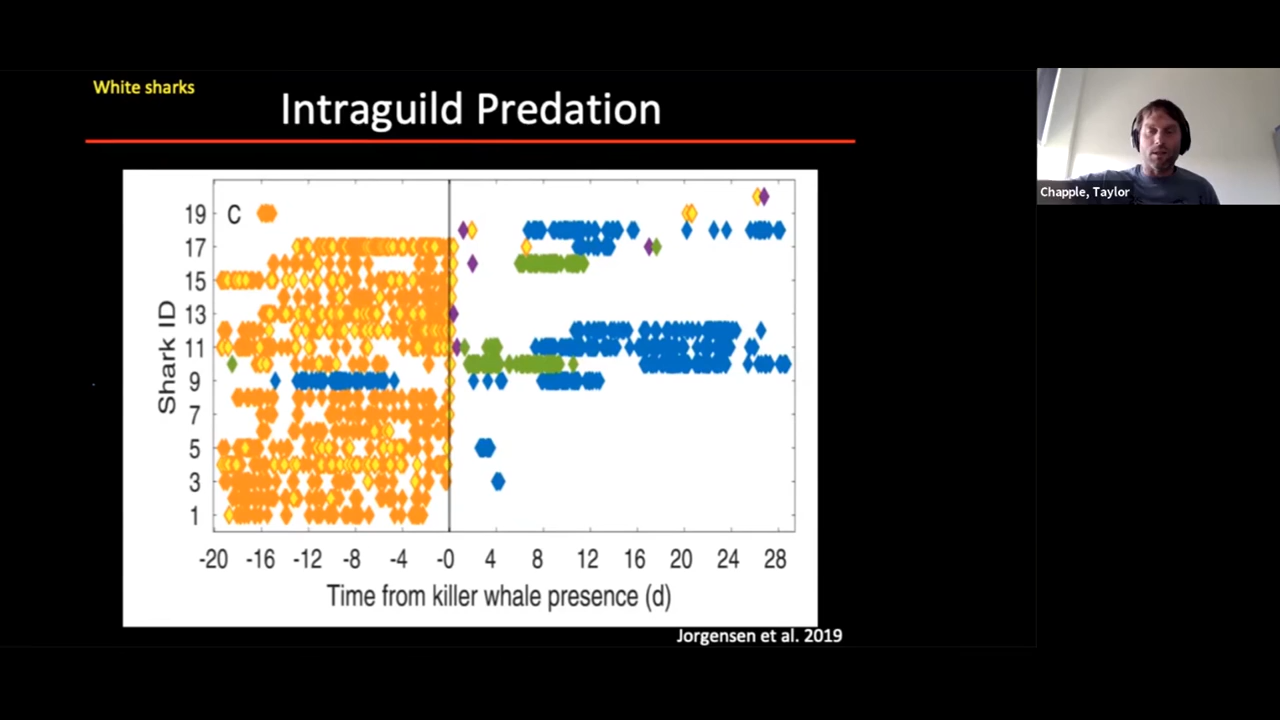 White sharks
Intraguild Predation
Chapple, Taylor
C
Shark ID
19
17
15
13
11
9
7
5
3
1
-20 -16 -12 -8 -4 -0 4 8 12 16 20 24 28
Time from killer whale presence (d)
Jorgensen et al. 2019